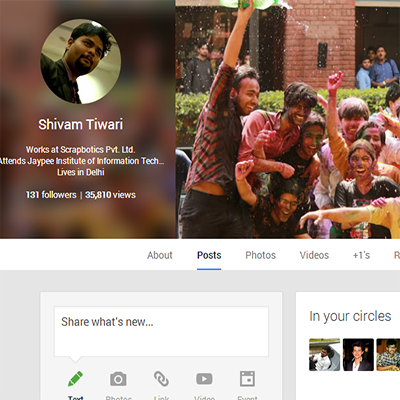 Shivam Tiwari
Works at Scrapbotics Pvt. Ltd.
Attends Jaypee Institute of Information Tech...
Lives in Delhi
131 followers | 35,810 views
About Posts Photos Videos +1's R
Share what's new...
In your circles
Text Photos Link Video Event